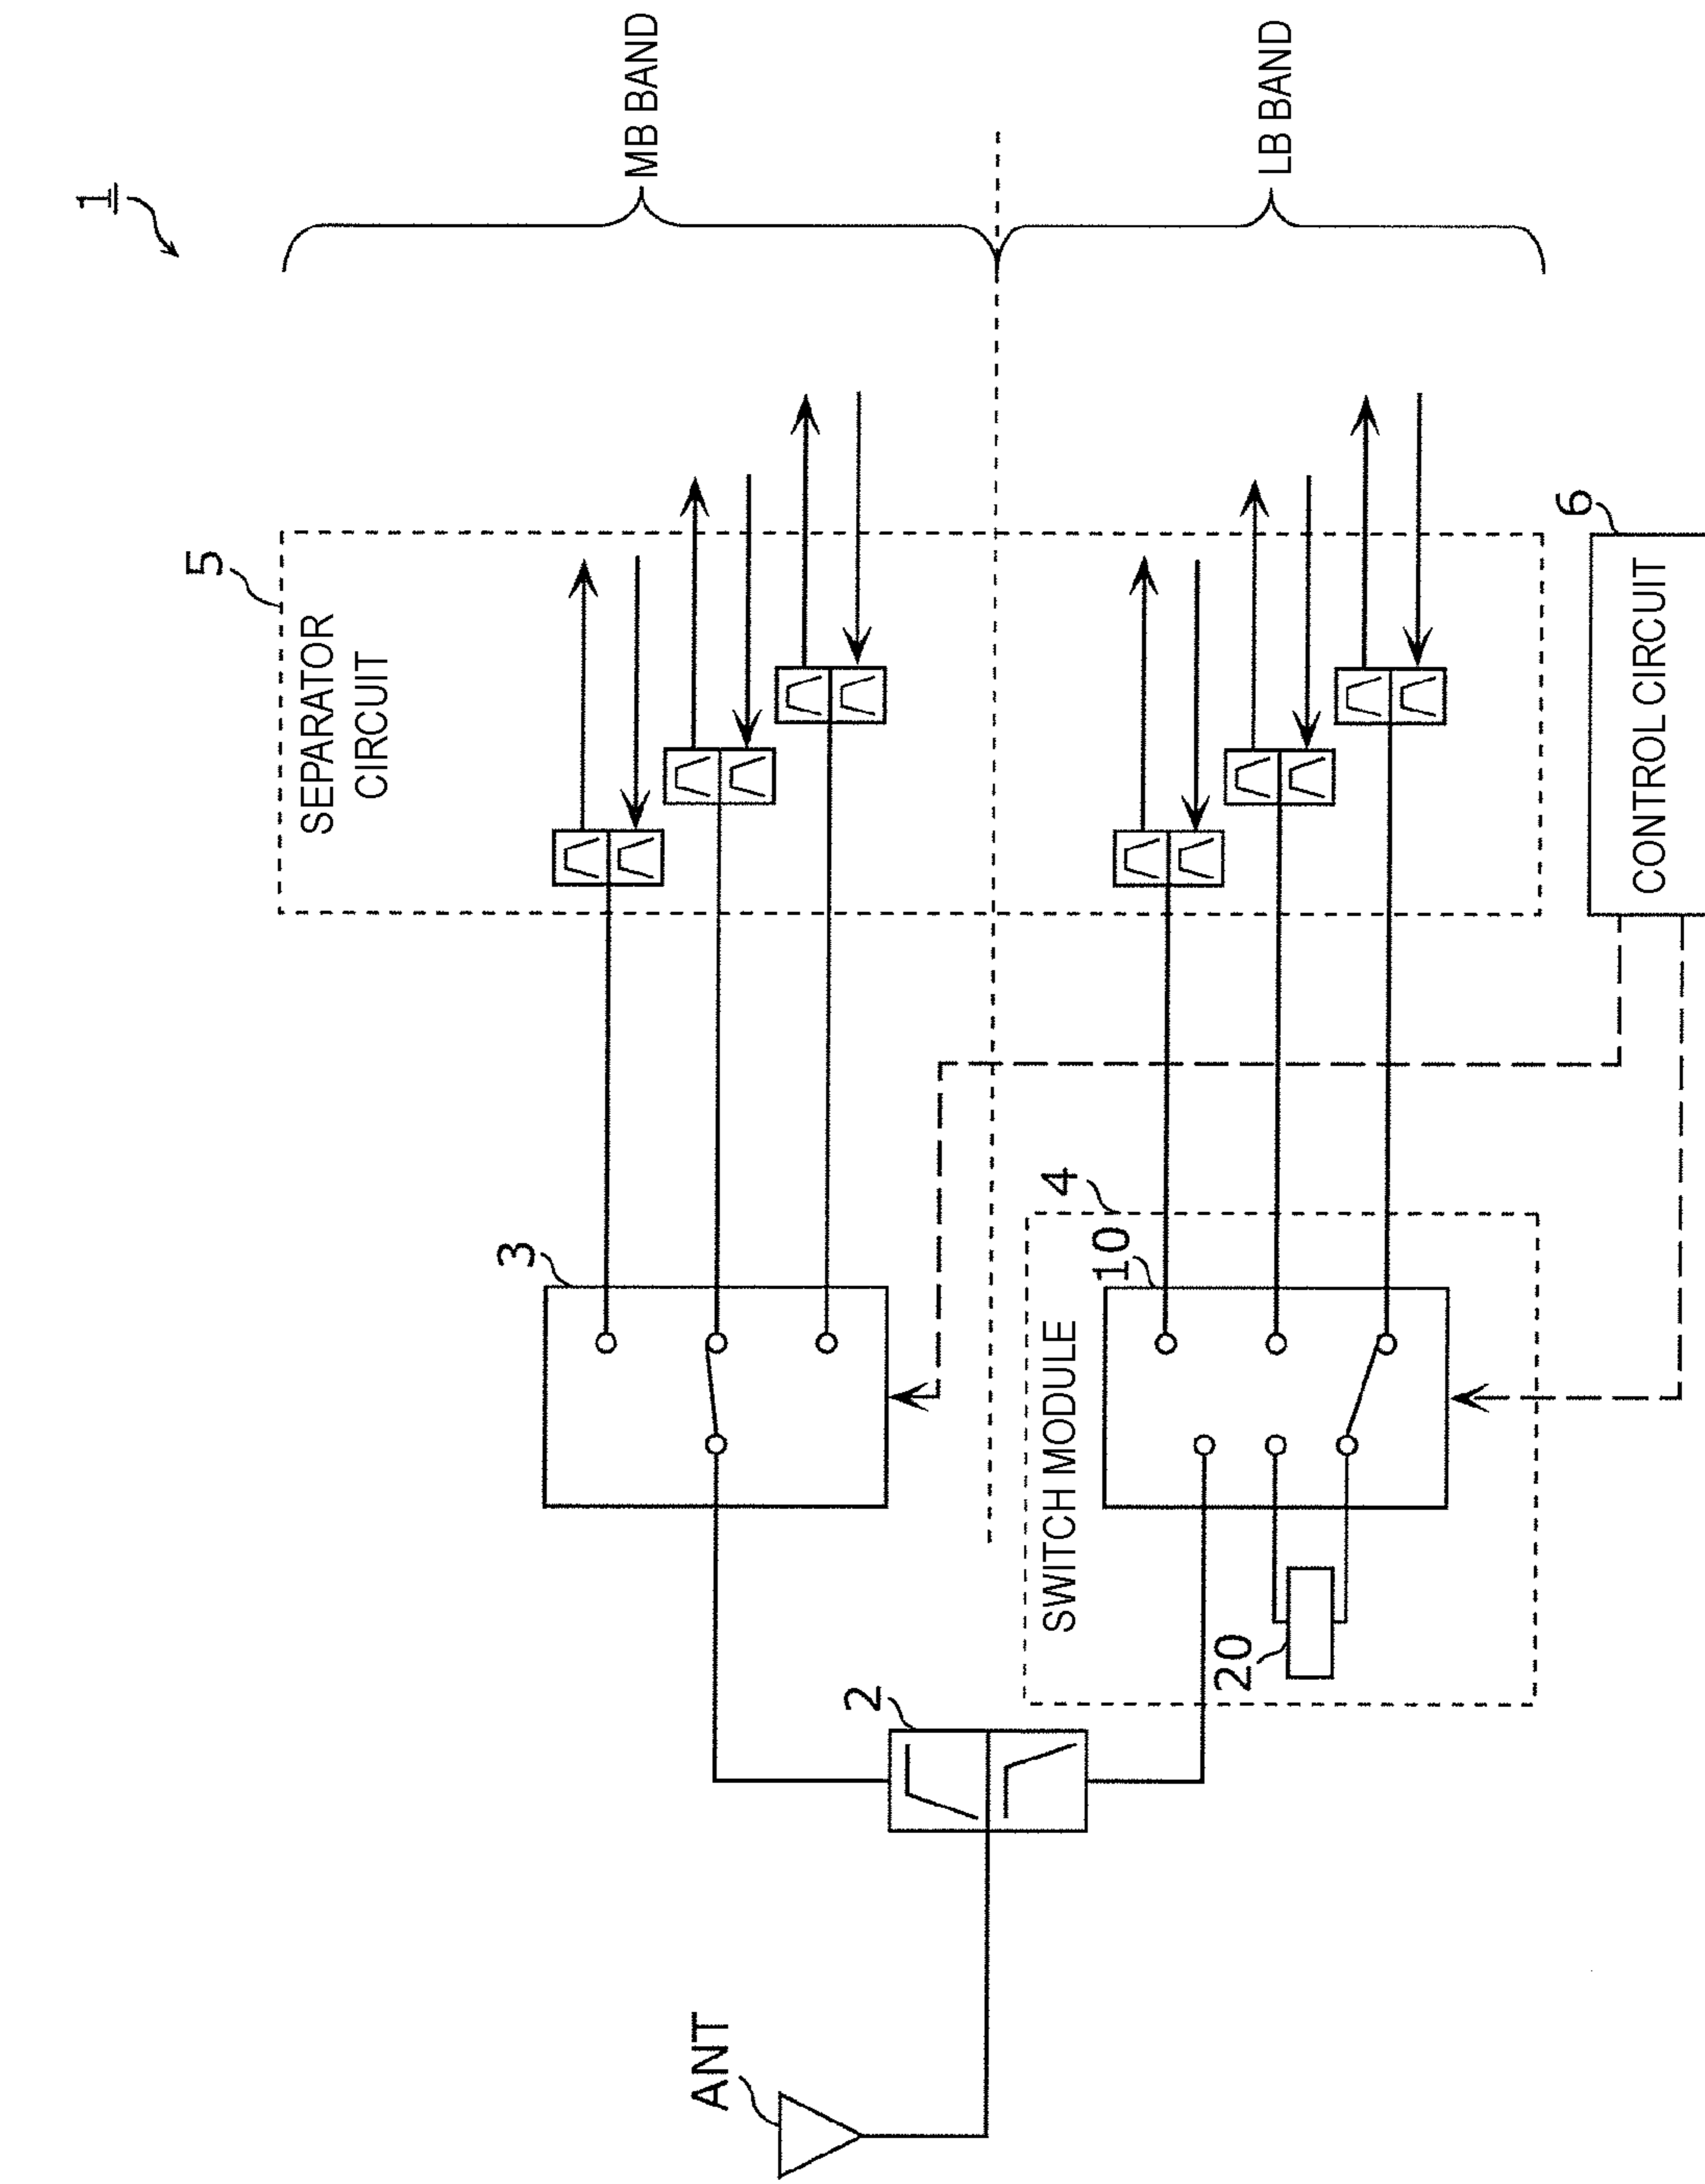 1
5
SEPARATOR
CIRCUIT
MB BAND
3
2
ANT
4
SWITCH MODULE
10
20
LB BAND
6
CONTROL CIRCUIT